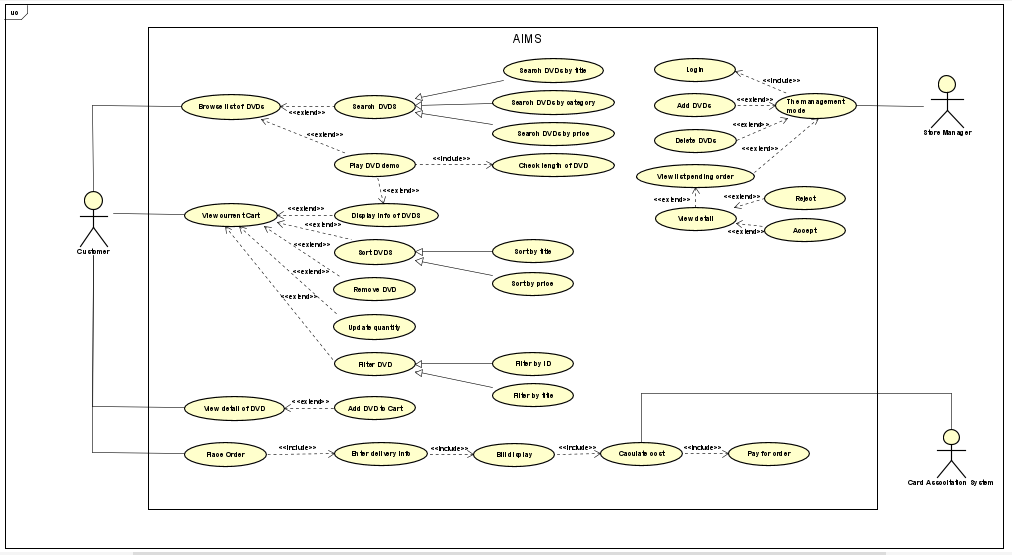 uc
AIMS
Search DVDs by title
Log in
<<include>>
Browse list of DVDs
Search DVDS
<<extend>>
Search DVDs by category
Add DVDs
<<extend>>
The management
mode
Store Manager
<<extend>>
Search DVDs by price
<<extend>>
Delete DVDs
<<extend>>
Play DVD demo
<<include>>
Check length of DVD
View list pending order
<<extend>>
<<extend>>
Reject
View current Cart
<<extend>>
Display info of DVDS
View detail
<<extend>>
<<extend>>
Accept
Customer
<<extend>>
Sort DVDS
Sort by title
<<extend>>
Sort by price
Remove DVD
<<extend>>
Update quantity
Filter DVD
Filter by ID
Filter by title
View detail of DVD
<<extend>>
Add DVD to Cart
Place Order
<<include>>
Enter delivery info
<<include>>
Bill display
<<include>>
Caculate cost
<<include>>
Pay for order
Card Associtation System